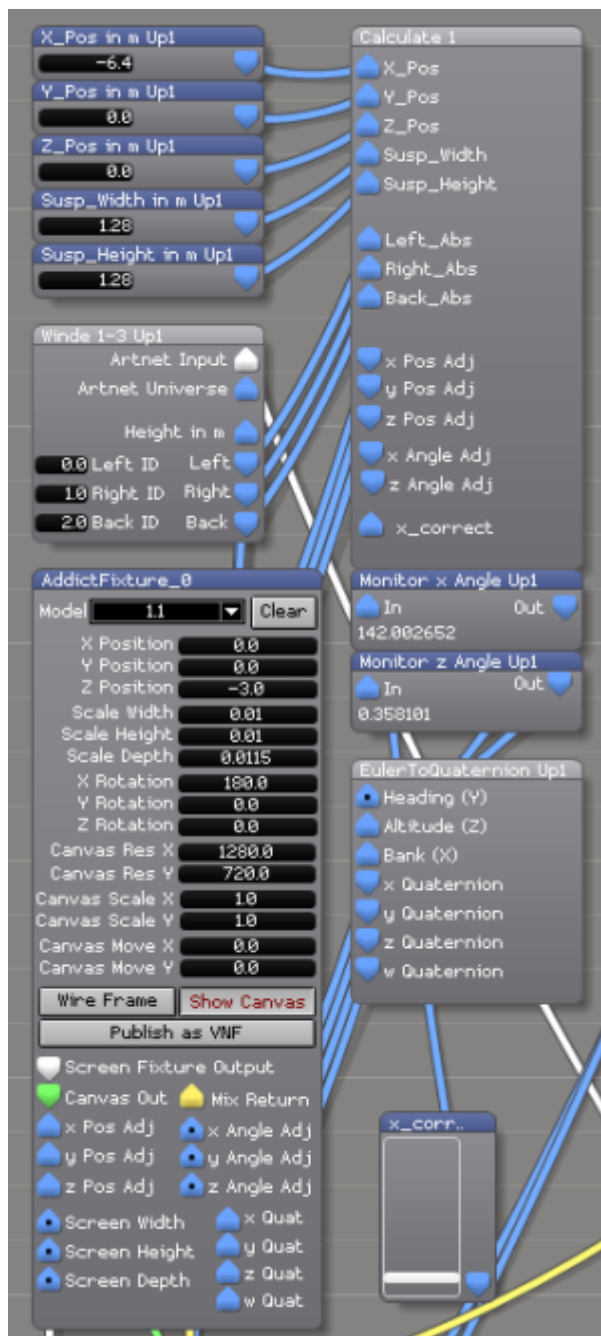 X_Pos in m Up1
-6.4
Y_Pos in m Up1
0.0
Z_Pos in m Up1
0.0
Susp_Width in m Up1
1.28
Susp_Height in m Up1
1.28
Calculate 1
X_Pos
Y_Pos
Z_Pos
Susp_Width
Susp_Height
Left_Abs
Right_Abs
Back_Abs
x Pos Adj
y Pos Adj
z Pos Adj
x Angle Adj
z Angle Adj
x_correct
Winde 1-3 Up1
Artnet Input
Artnet Universe
Height in m
0.0 Left ID Left
1.0 Right ID Right
2.0 Back ID Back
AddictFixture_0
Model 1.1 Clear
X Position 0.0
Y Position 0.0
Z Position -3.0
Scale Width 0.01
Scale Height 0.01
Scale Depth 0.0115
X Rotation 180.0
Y Rotation 0.0
Z Rotation 0.0
Canvas Res X 1280.0
Canvas Res Y 720.0
Canvas Scale X 1.0
Canvas Scale Y 1.0
Canvas Move X 0.0
Canvas Move Y 0.0
Wire Frame Show Canvas
Publish as VNF
Screen Fixture Output
Canvas Out Mix Return
x Pos Adj x Angle Adj
y Pos Adj y Angle Adj
z Pos Adj z Angle Adj
Screen Width x Quat
Screen Height y Quat
Screen Depth z Quat
w Quat
Monitor x Angle Up1
In Out
142.002652
Monitor z Angle Up1
In Out
0.358101
EulerToQuaternion Up1
Heading (Y)
Altitude (Z)
Bank (X)
x Quaternion
y Quaternion
z Quaternion
w Quaternion
x_corr..